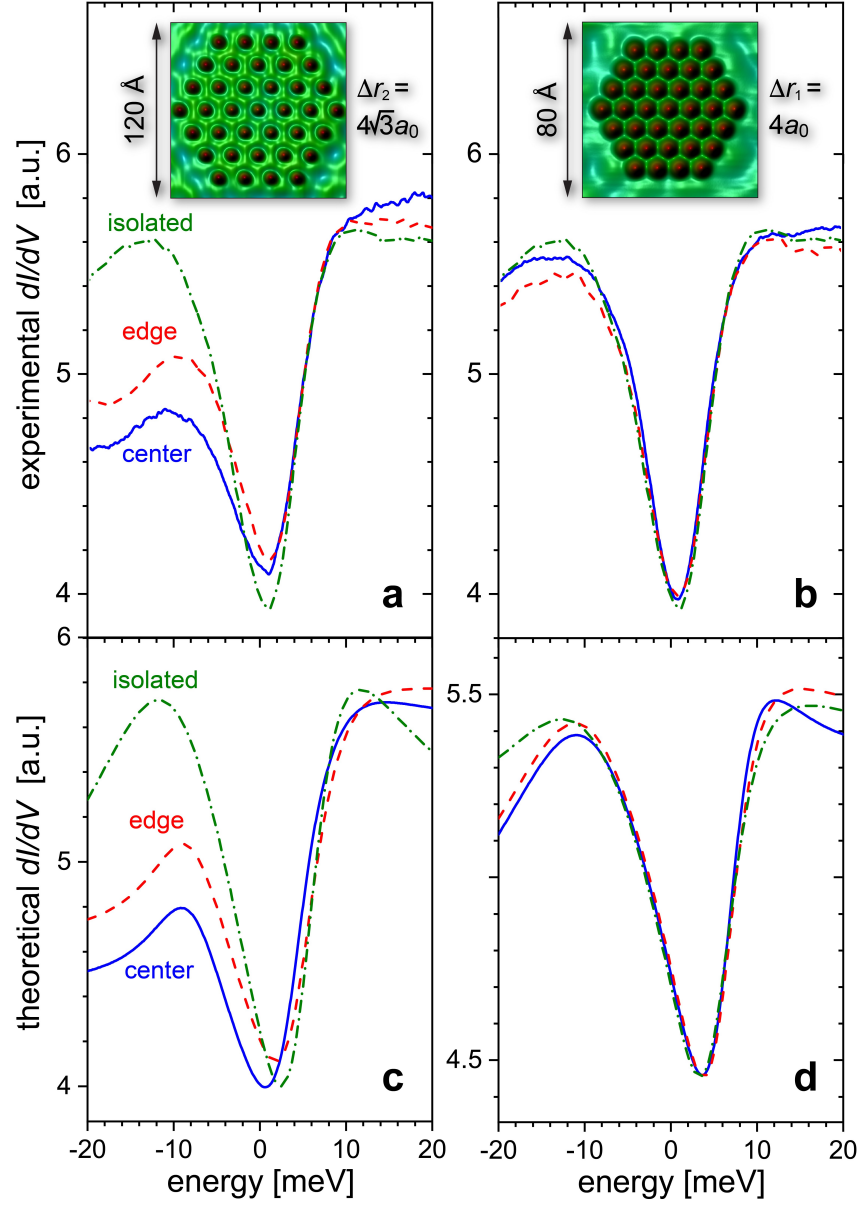 experimental dI/dV [a.u.]
6
5
4
120 Å
Δr₂ =
4√3a₀
isolated
edge
center
a
6
5
4
80 Å
Δr₁ =
4a₀
b
theoretical dI/dV [a.u.]
6
5
4
isolated
edge
center
c
-20 -10 0 10 20
energy [meV]
5.5
4.5
d
-20 -10 0 10 20
energy [meV]